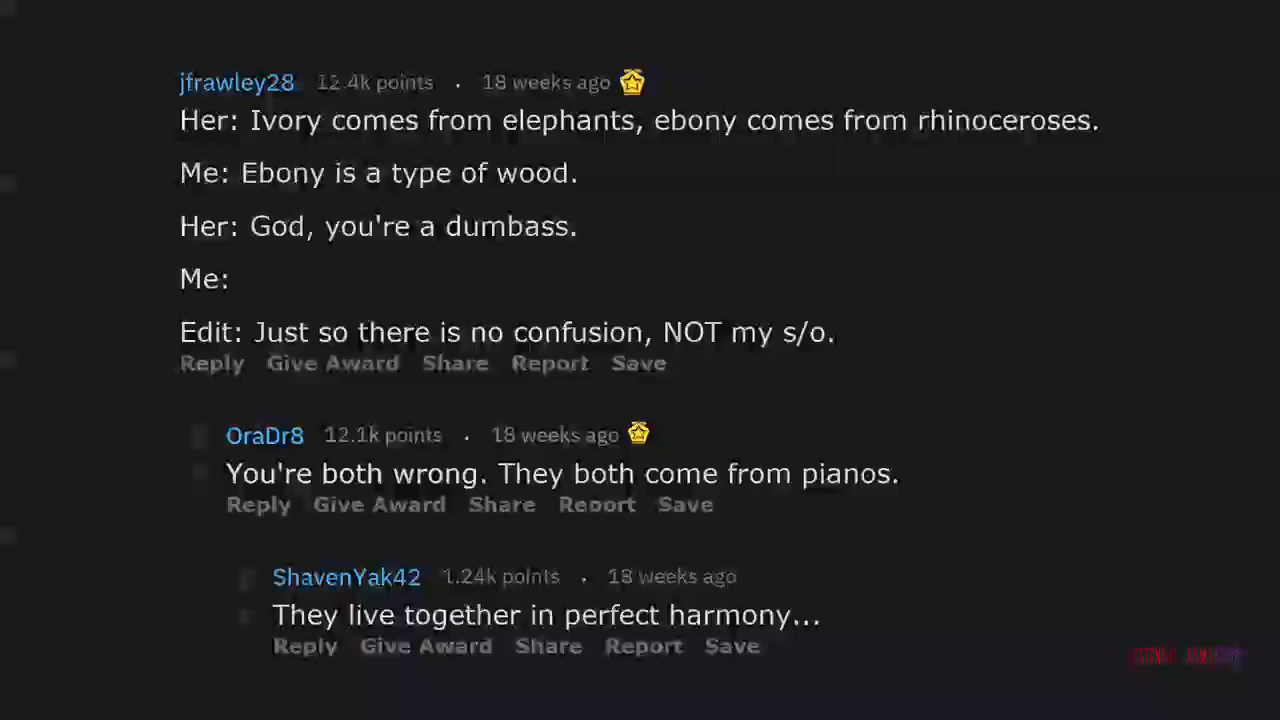 jfrawley28 12.4k points . 18 weeks ago
Her: Ivory comes from elephants, ebony comes from rhinoceroses.
Me: Ebony is a type of wood.
Her: God, you're a dumbass.
Me:
Edit: Just so there is no confusion, NOT my s/o.
Reply Give Award Share Report Save
OraDr8 12.1k points . 18 weeks ago
You're both wrong. They both come from pianos.
Reply Give Award Share Report Save
ShavenYak42 1.24k points . 18 weeks ago
They live together in perfect harmony...
Reply Give Award Share Report Save